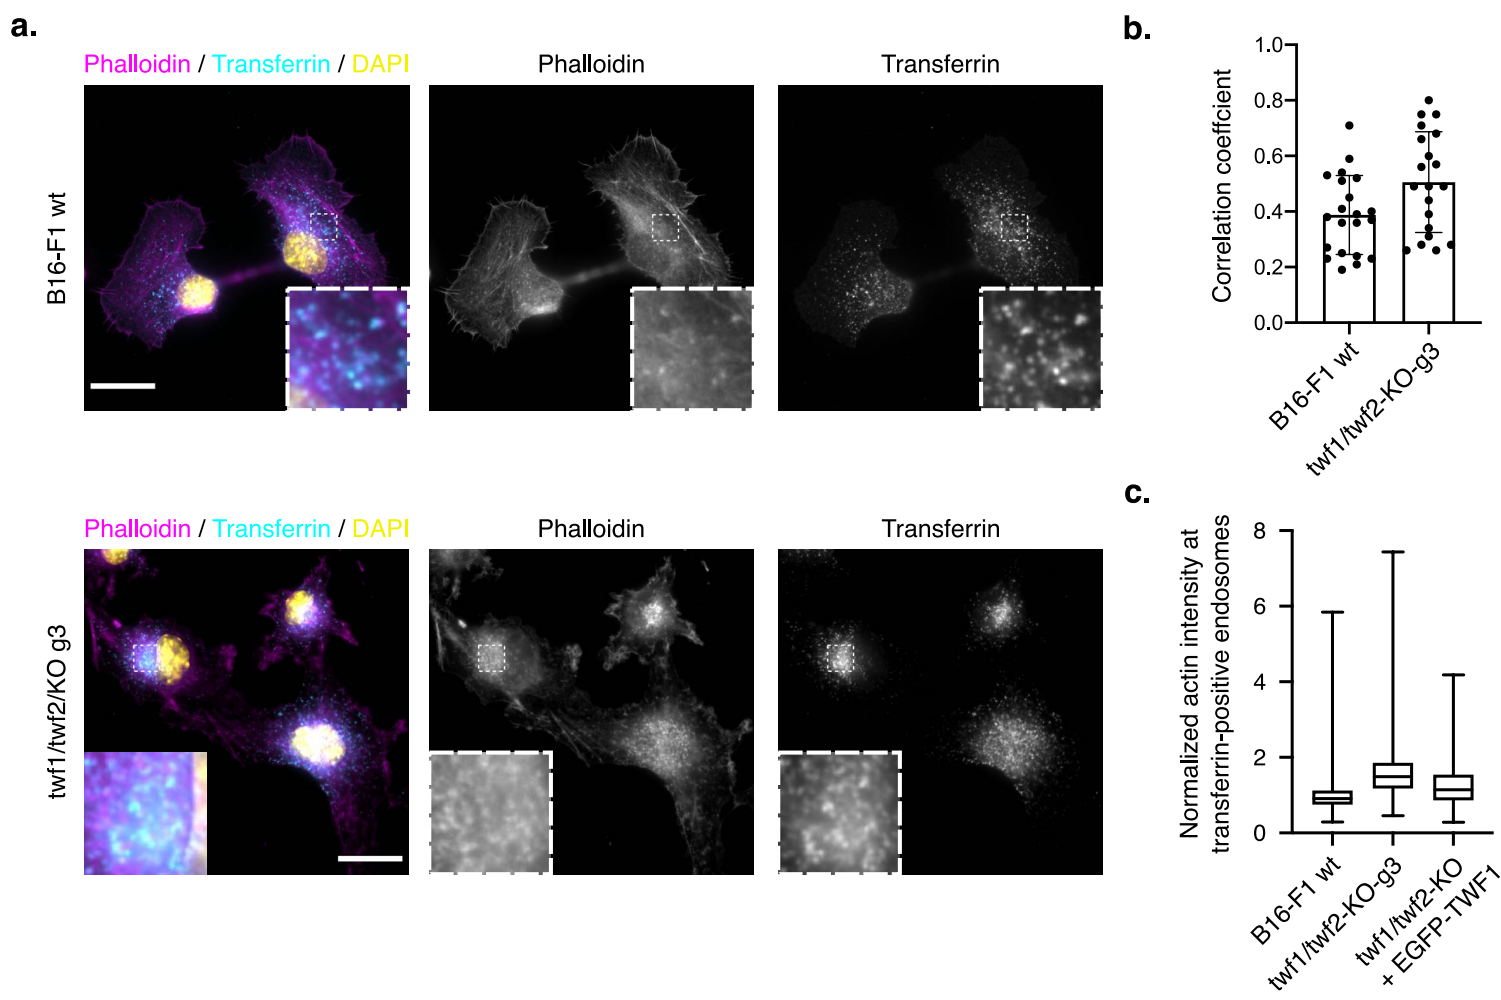 a.
Phalloidin / Transferrin / DAPI
Phalloidin
Transferrin
B16-F1 wt
Phalloidin / Transferrin / DAPI
Phalloidin
Transferrin
twf1/twf2/KO g3
b.
Correlation coeffcient
1.0
0.8
0.6
0.4
0.2
0.0
B16-F1 wt
twf1/twf2-KO-g3
c.
Normalized actin intensity at
transferrin-positive endosomes
8
6
4
2
0
B16-F1 wt
twf1/twf2-KO-g3
twf1/twf2-KO
+ EGFP-TWF1